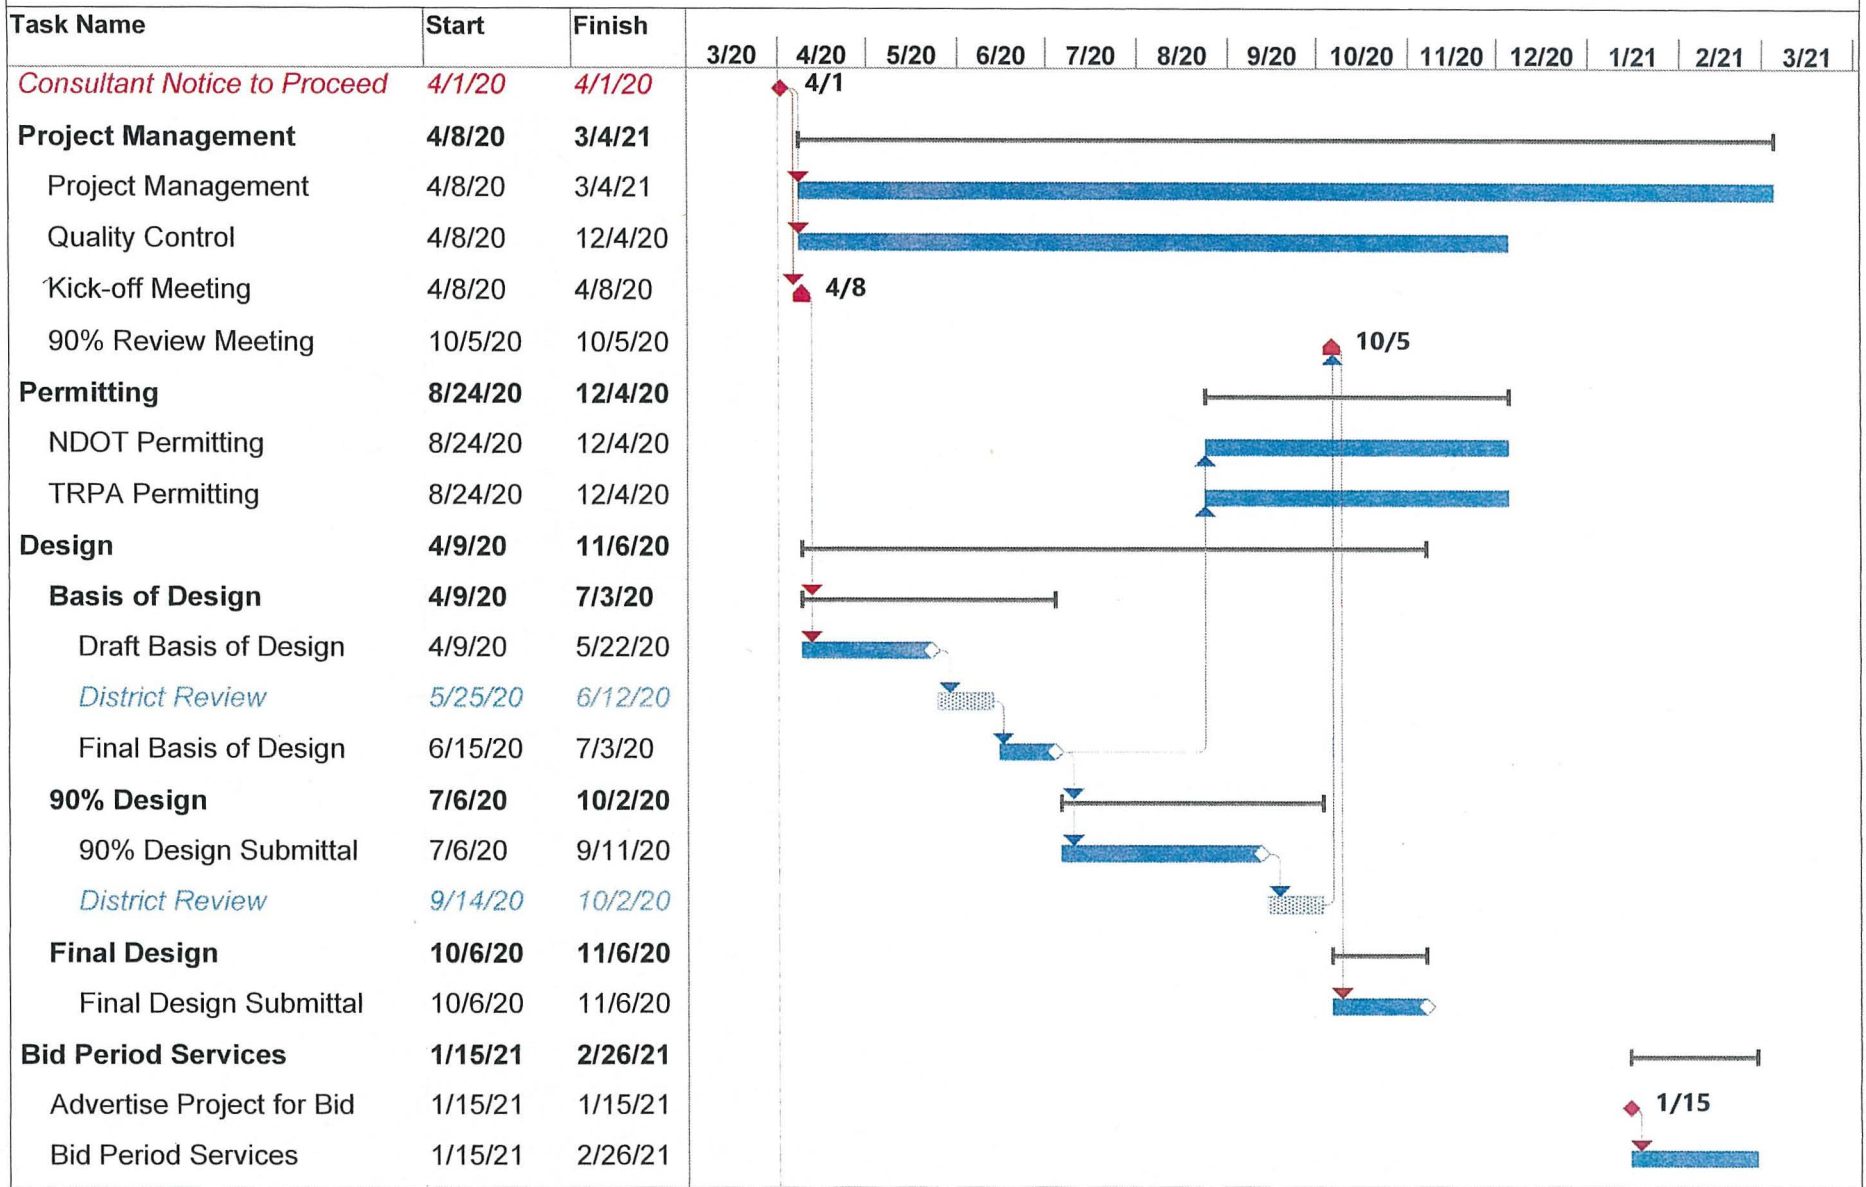 Task Name Start Finish
3/20 4/20 5/20 6/20 7/20 8/20 9/20 10/20 11/20 12/20 1/21 2/21 3/21
Consultant Notice to Proceed 4/1/20 4/1/20 4/1
Project Management 4/8/20 3/4/21
Project Management 4/8/20 3/4/21
Quality Control 4/8/20 12/4/20
Kick-off Meeting 4/8/20 4/8/20 4/8
90% Review Meeting 10/5/20 10/5/20 10/5
Permitting 8/24/20 12/4/20
NDOT Permitting 8/24/20 12/4/20
TRPA Permitting 8/24/20 12/4/20
Design 4/9/20 11/6/20
Basis of Design 4/9/20 7/3/20
Draft Basis of Design 4/9/20 5/22/20
District Review 5/25/20 6/12/20
Final Basis of Design 6/15/20 7/3/20
90% Design 7/6/20 10/2/20
90% Design Submittal 7/6/20 9/11/20
District Review 9/14/20 10/2/20
Final Design 10/6/20 11/6/20
Final Design Submittal 10/6/20 11/6/20
Bid Period Services 1/15/21 2/26/21
Advertise Project for Bid 1/15/21 1/15/21 1/15
Bid Period Services 1/15/21 2/26/21